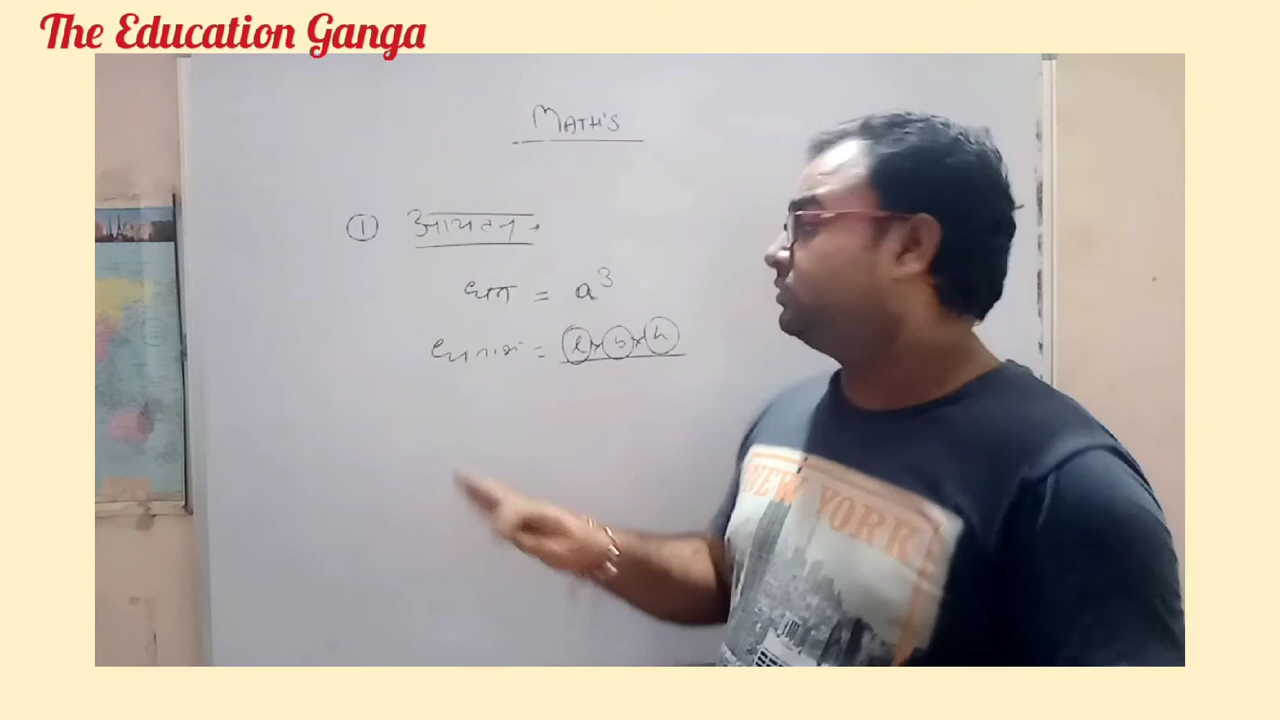 The Education Ganga
MATH'S
① आयतन →
घन = a³
घनाभ = l×b×h
NEW YORK